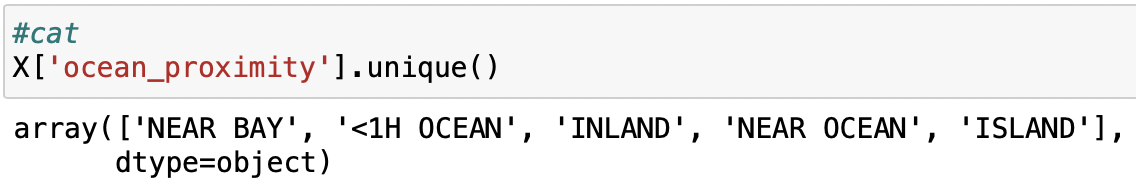 #cat
X['ocean_proximity'].unique()
array(['NEAR BAY', '<1H OCEAN', 'INLAND', 'NEAR OCEAN', 'ISLAND'],
      dtype=object)